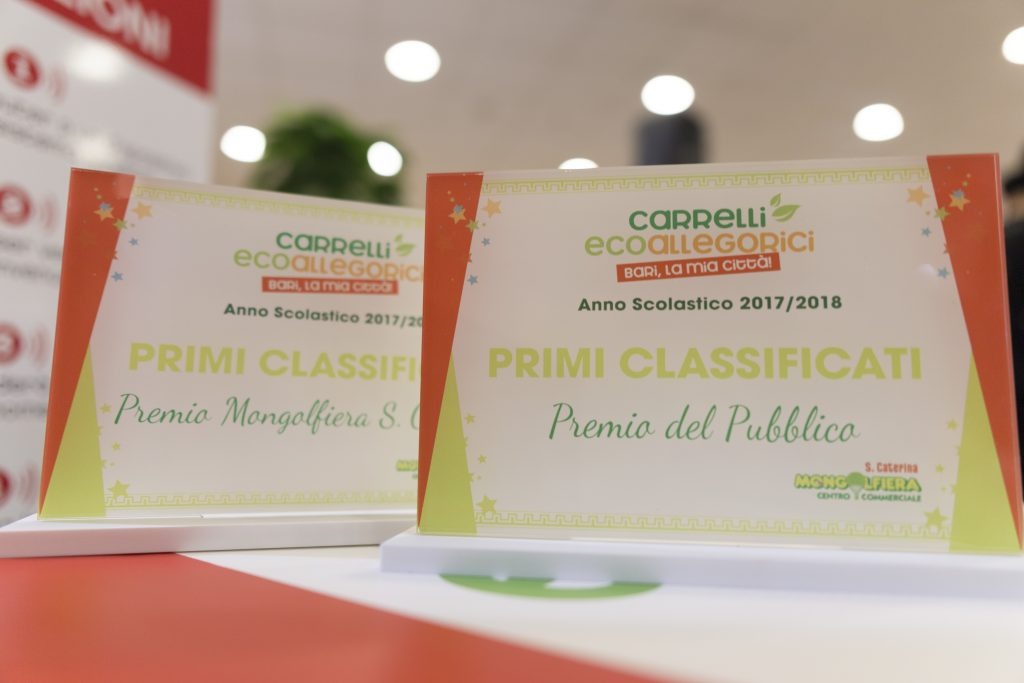 CARRELLI
ECOALLEGORICI
BARI, LA MIA CITTÀ!
Anno Scolastico 2017/20
PRIMI CLASSIFIC
Premio Mongolfiera S.
CARRELLI
ECOALLEGORICI
BARI, LA MIA CITTÀ!
Anno Scolastico 2017/2018
PRIMI CLASSIFICATI
Premio del Pubblico
S. Caterina
MONGOLFIERA
CENTRO COMMERCIALE